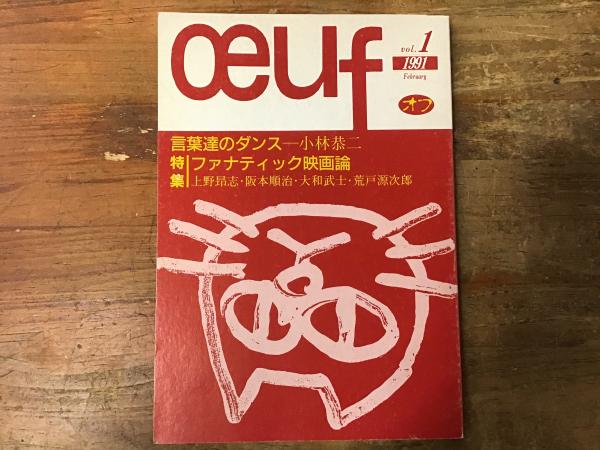 œuf
vol. 1
1991
February
オフ
言葉達のダンス―小林恭二
特集
ファナティック映画論
上野昻志・阪本順治・大和武士・荒戸源次郎